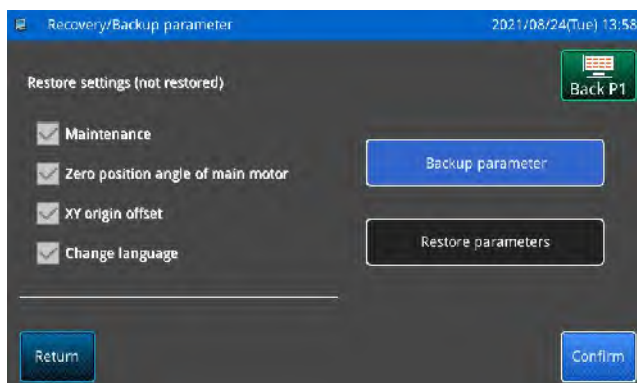 Recovery/Backup parameter 2021/08/24(Tue) 13:58
Restore settings (not restored)
Back P1
Maintenance
Zero position angle of main motor
XY origin offset
Change language
Backup parameter
Restore parameters
Return
Confirm